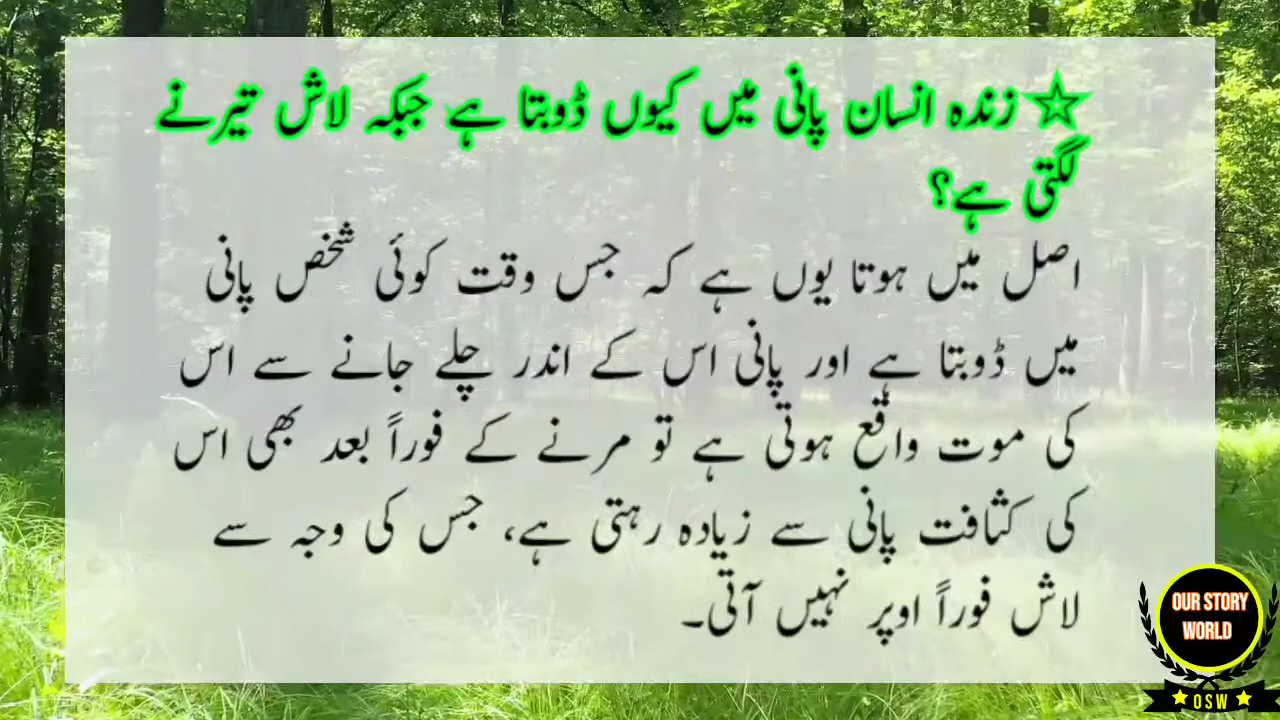 ☆ زندہ انسان پانی میں کیوں ڈوبتا ہے جبکہ لاش تیرنے
لگتی ہے؟
اصل میں ہوتا یوں ہے کہ جس وقت کوئی شخص پانی
میں ڈوبتا ہے اور پانی اس کے اندر چلے جانے سے اس
کی موت واقع ہوتی ہے تو مرنے کے فوراً بعد بھی اس
کی کثافت پانی سے زیادہ رہتی ہے، جس کی وجہ سے
لاش فوراً اوپر نہیں آتی۔
OUR STORY
WORLD
OSW